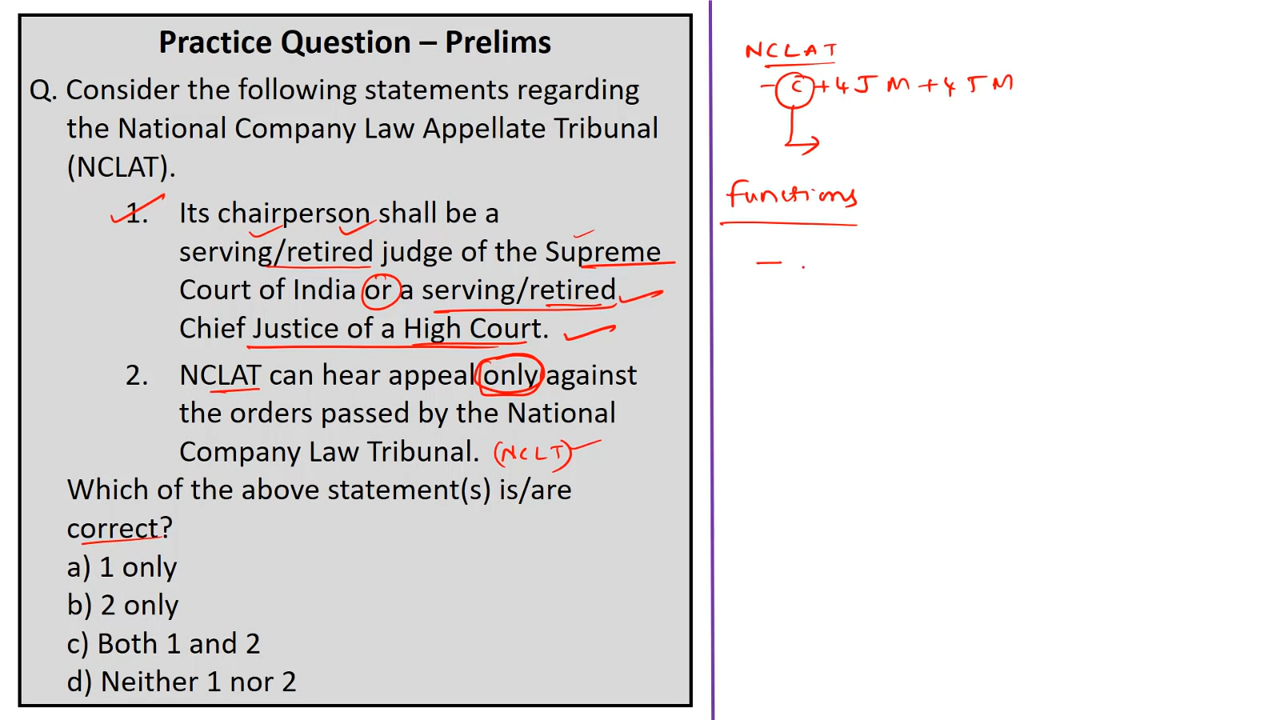 Practice Question – Prelims
Q. Consider the following statements regarding
the National Company Law Appellate Tribunal
(NCLAT).
1. Its chairperson shall be a
serving/retired judge of the Supreme
Court of India or a serving/retired
Chief Justice of a High Court.
2. NCLAT can hear appeal only against
the orders passed by the National
Company Law Tribunal. (NCLT)
Which of the above statement(s) is/are
correct?
a) 1 only
b) 2 only
c) Both 1 and 2
d) Neither 1 nor 2
NCLAT
- C + 4 J M + 4 J M
functions